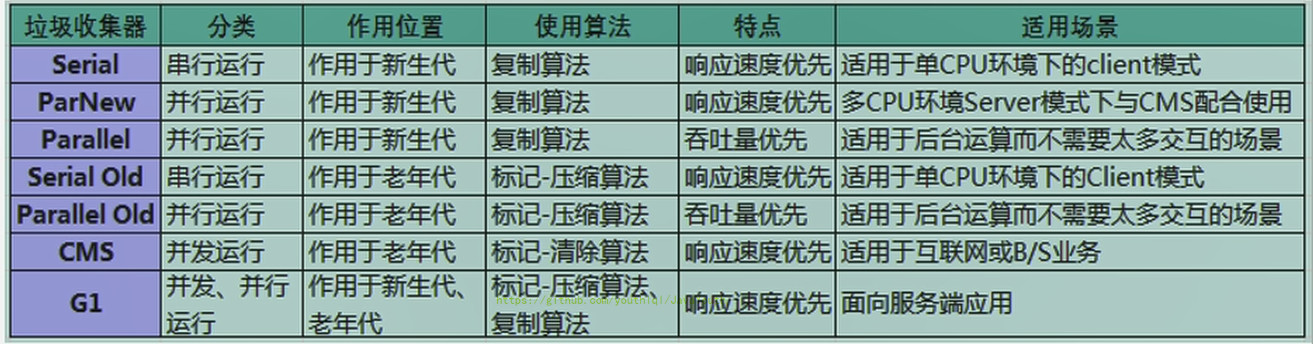 垃圾收集器 分类 作用位置 使用算法 特点 适用场景
Serial 串行运行 作用于新生代 复制算法 响应速度优先 适用于单CPU环境下的client模式
ParNew 并行运行 作用于新生代 复制算法 响应速度优先 多CPU环境Server模式下与CMS配合使用
Parallel 并行运行 作用于新生代 复制算法 吞吐量优先 适用于后台运算而不需要太多交互的场景
Serial Old 串行运行 作用于老年代 标记-压缩算法 响应速度优先 适用于单CPU环境下的Client模式
Parallel Old 并行运行 作用于老年代 标记-压缩算法 吞吐量优先 适用于后台运算而不需要太多交互的场景
CMS 并发运行 作用于老年代 标记-清除算法 响应速度优先 适用于互联网或B/S业务
G1 并发、并行运行 作用于新生代、老年代 标记-压缩算法、复制算法 响应速度优先 面向服务端应用